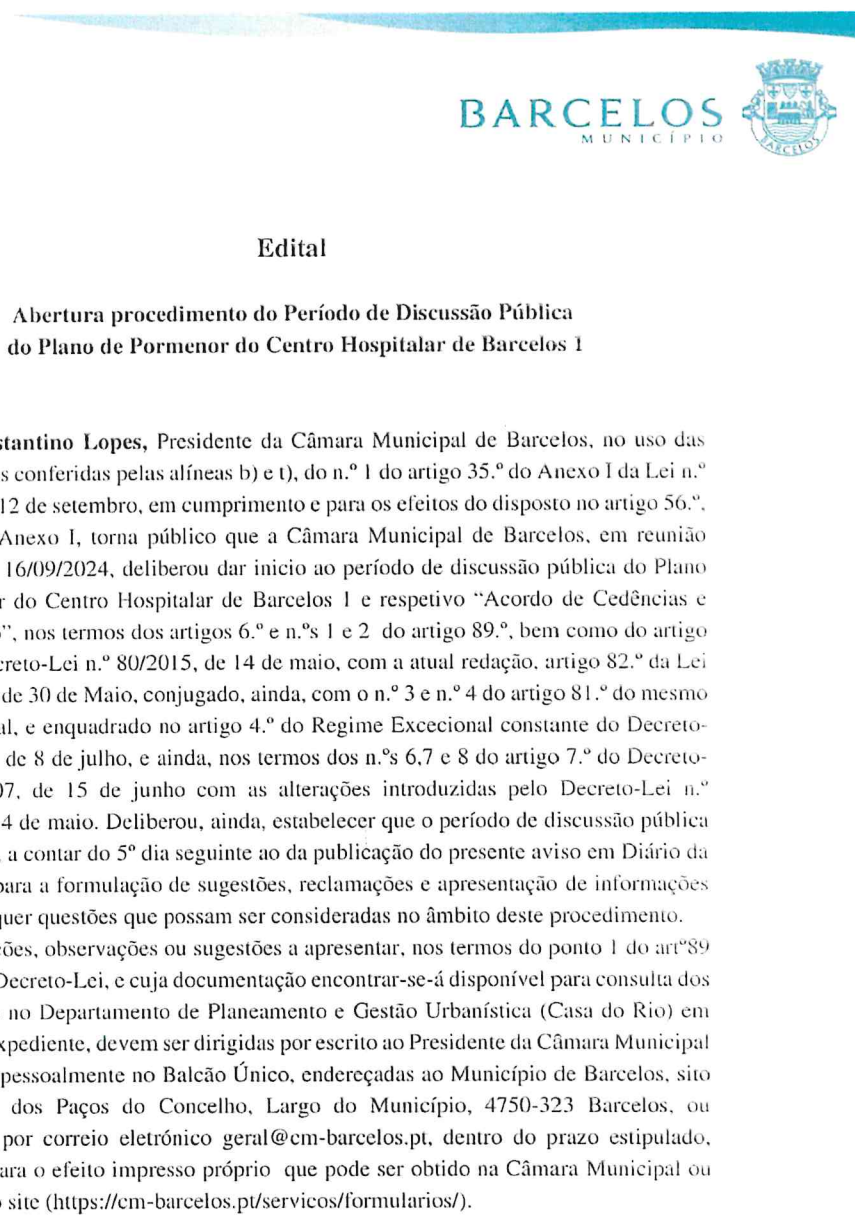 BARCELOS
MUNICÍPIO
BARCELOS
Edital
Abertura procedimento do Período de Discussão Pública
do Plano de Pormenor do Centro Hospitalar de Barcelos 1
stantino Lopes, Presidente da Câmara Municipal de Barcelos, no uso das
s conferidas pelas alíneas b) e t), do n.º 1 do artigo 35.º do Anexo I da Lei n.º
12 de setembro, em cumprimento e para os efeitos do disposto no artigo 56.º,
Anexo I, torna público que a Câmara Municipal de Barcelos, em reunião
16/09/2024, deliberou dar inicio ao período de discussão pública do Plano
r do Centro Hospitalar de Barcelos 1 e respetivo “Acordo de Cedências e
”, nos termos dos artigos 6.º e n.ºs 1 e 2 do artigo 89.º, bem como do artigo
creto-Lei n.º 80/2015, de 14 de maio, com a atual redação, artigo 82.º da Lei
de 30 de Maio, conjugado, ainda, com o n.º 3 e n.º 4 do artigo 81.º do mesmo
al, e enquadrado no artigo 4.º do Regime Excecional constante do Decreto-
de 8 de julho, e ainda, nos termos dos n.ºs 6,7 e 8 do artigo 7.º do Decreto-
07, de 15 de junho com as alterações introduzidas pelo Decreto-Lei n.º
4 de maio. Deliberou, ainda, estabelecer que o período de discussão pública
, a contar do 5º dia seguinte ao da publicação do presente aviso em Diário da
para a formulação de sugestões, reclamações e apresentação de informações
quer questões que possam ser consideradas no âmbito deste procedimento.
ões, observações ou sugestões a apresentar, nos termos do ponto 1 do artº89
Decreto-Lei, e cuja documentação encontrar-se-á disponível para consulta dos
no Departamento de Planeamento e Gestão Urbanística (Casa do Rio) em
xpediente, devem ser dirigidas por escrito ao Presidente da Câmara Municipal
pessoalmente no Balcão Único, endereçadas ao Município de Barcelos, sito
dos Paços do Concelho, Largo do Município, 4750-323 Barcelos, ou
por correio eletrónico geral@cm-barcelos.pt, dentro do prazo estipulado,
ara o efeito impresso próprio que pode ser obtido na Câmara Municipal ou
o site (https://cm-barcelos.pt/servicos/formularios/).